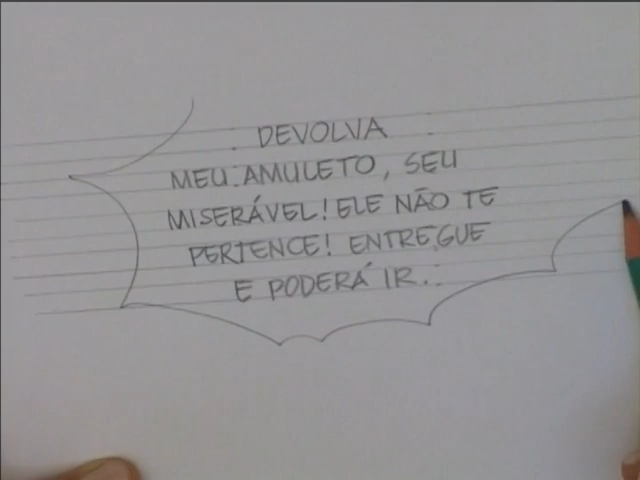 DEVOLVA
MEU AMULETO, SEU
MISERÁVEL! ELE NÃO TE
PERTENCE! ENTREGUE
E PODERÁ IR.